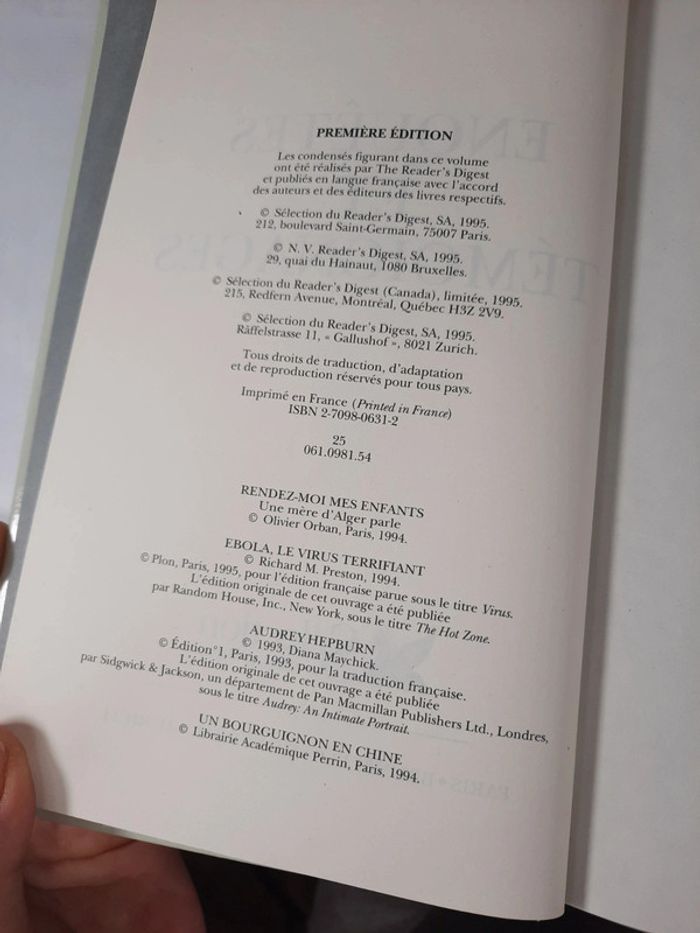 PREMIÈRE ÉDITION
Les condensés figurant dans ce volume
ont été réalisés par The Reader's Digest
et publiés en langue française avec l'accord
des auteurs et des éditeurs des livres respectifs.
© Sélection du Reader's Digest, SA, 1995.
212, boulevard Saint-Germain, 75007 Paris.
© N. V. Reader's Digest, SA, 1995.
29, quai du Hainaut, 1080 Bruxelles.
© Sélection du Reader's Digest (Canada), limitée, 1995.
215, Redfern Avenue, Montréal, Québec H3Z 2V9.
© Sélection du Reader's Digest, SA, 1995.
Räffelstrasse 11, « Gallushof », 8021 Zurich.
Tous droits de traduction, d'adaptation
et de reproduction réservés pour tous pays.
Imprimé en France (Printed in France)
ISBN 2-7098-0631-2
25
061.0981.54
RENDEZ-MOI MES ENFANTS
Une mère d'Alger parle
© Olivier Orban, Paris, 1994.
EBOLA, LE VIRUS TERRIFIANT
© Richard M. Preston, 1994.
© Plon, Paris, 1995, pour l'édition française parue sous le titre Virus.
L'édition originale de cet ouvrage a été publiée
par Random House, Inc., New York, sous le titre The Hot Zone.
AUDREY HEPBURN
© 1993, Diana Maychick.
© Édition°1, Paris, 1993, pour la traduction française.
L'édition originale de cet ouvrage a été publiée
par Sidgwick & Jackson, un département de Pan Macmillan Publishers Ltd., Londres,
sous le titre Audrey: An Intimate Portrait.
UN BOURGUIGNON EN CHINE
© Librairie Académique Perrin, Paris, 1994.